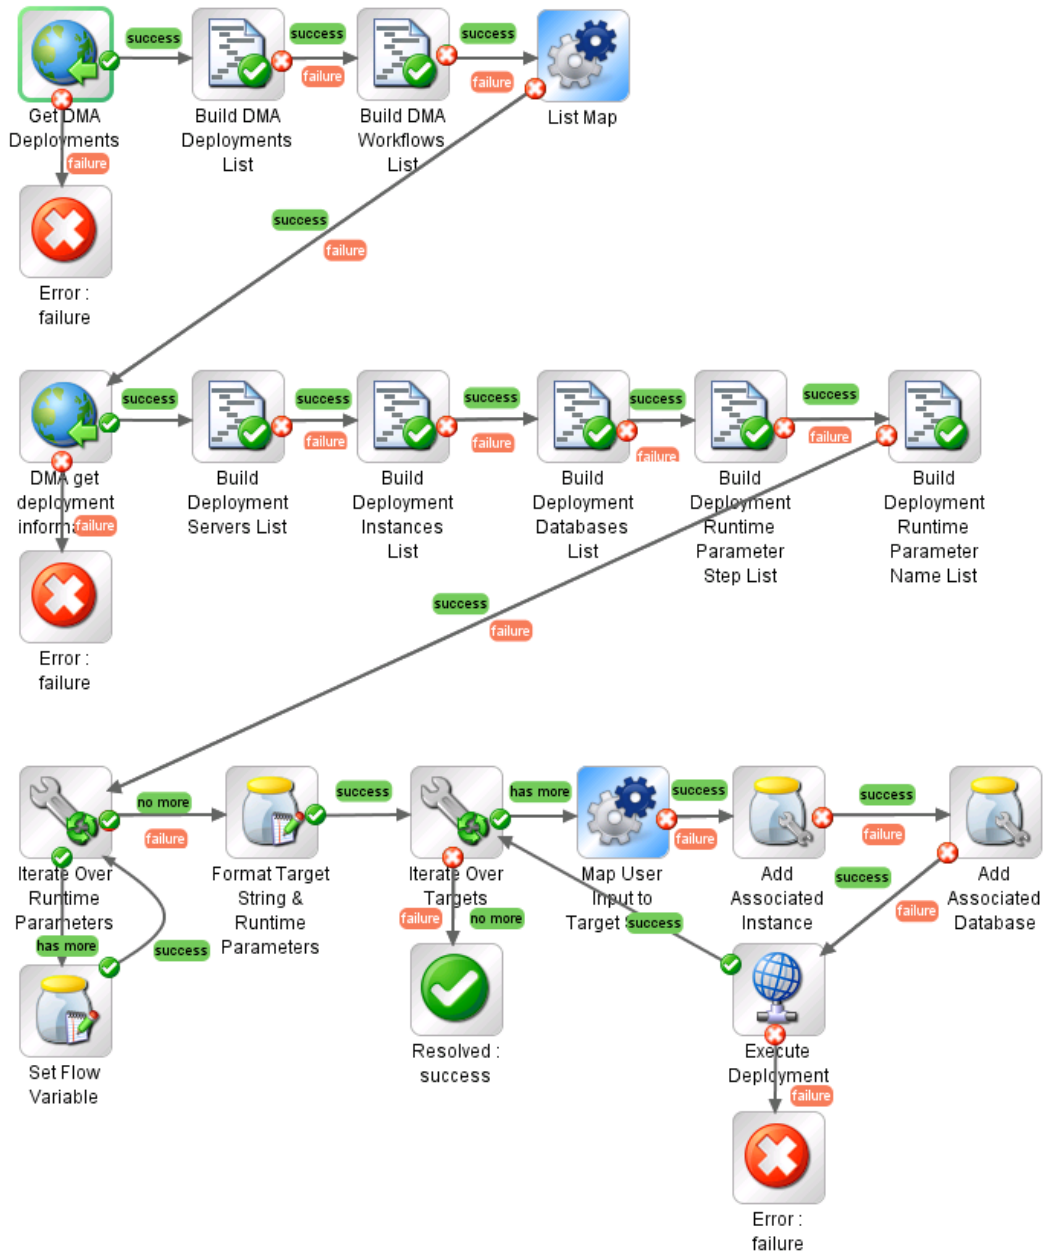 success
success
success
failure
failure
Get DMA
Deployments
Build DMA
Deployments
List
Build DMA
Workflows
List
List Map
failure
success
failure
Error :
failure
success
success
success
success
success
failure
failure
failure
failure
DMA get
deployment
informa
failure
Build
Deployment
Servers List
Build
Deployment
Instances
List
Build
Deployment
Databases
List
Build
Deployment
Runtime
Parameter
Step List
Build
Deployment
Runtime
Parameter
Name List
success
failure
Error :
failure
no more
failure
success
has more
success
failure
success
failure
Iterate Over
Runtime
Parameters
Format Target
String &
Runtime
Parameters
Iterate Over
Targets
Map User
Input to
Target S
Add
Associated
Instance
Add
Associated
Database
success
failure
failure
no more
success
has more
success
Set Flow
Variable
Resolved :
success
Execute
Deployment
failure
Error :
failure